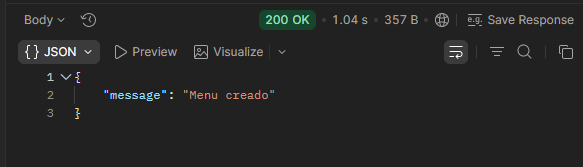 Body 200 OK • 1.04 s • 357 B • e.g. Save Response
{} JSON Preview Visualize
1 {
2 "message": "Menu creado"
3 }